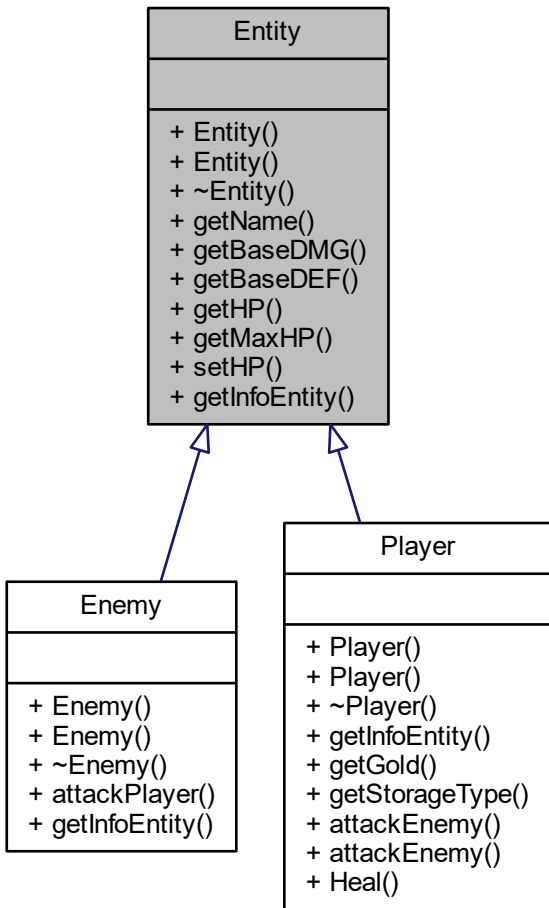 Entity
+ Entity()
+ Entity()
+ ~Entity()
+ getName()
+ getBaseDMG()
+ getBaseDEF()
+ getHP()
+ getMaxHP()
+ setHP()
+ getInfoEntity()
Enemy
+ Enemy()
+ Enemy()
+ ~Enemy()
+ attackPlayer()
+ getInfoEntity()
Player
+ Player()
+ Player()
+ ~Player()
+ getInfoEntity()
+ getGold()
+ getStorageType()
+ attackEnemy()
+ attackEnemy()
+ Heal()